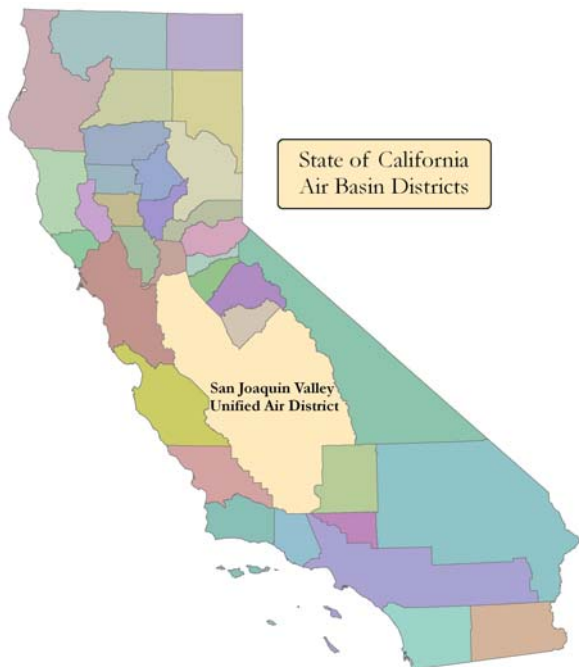 State of California
Air Basin Districts
San Joaquin Valley
Unified Air District